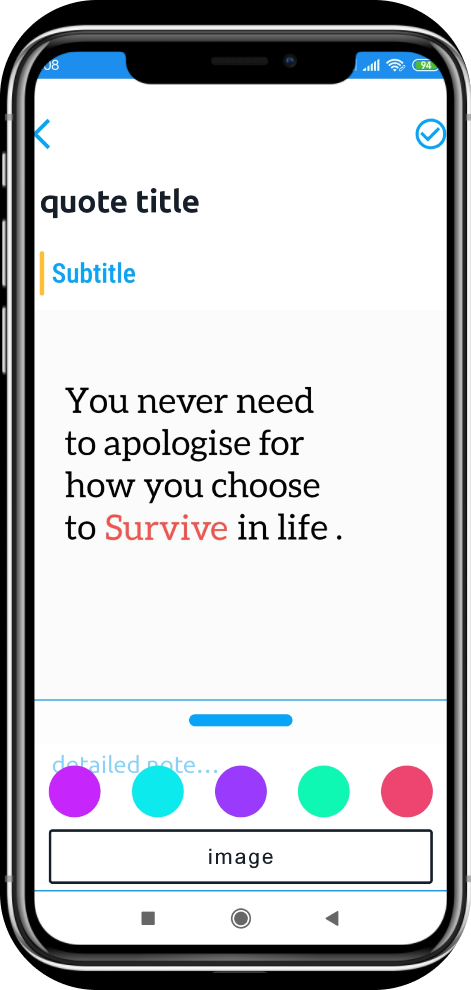 08
94
quote title
Subtitle
You never need
to apologise for
how you choose
to Survive in life .
detailed note...
image